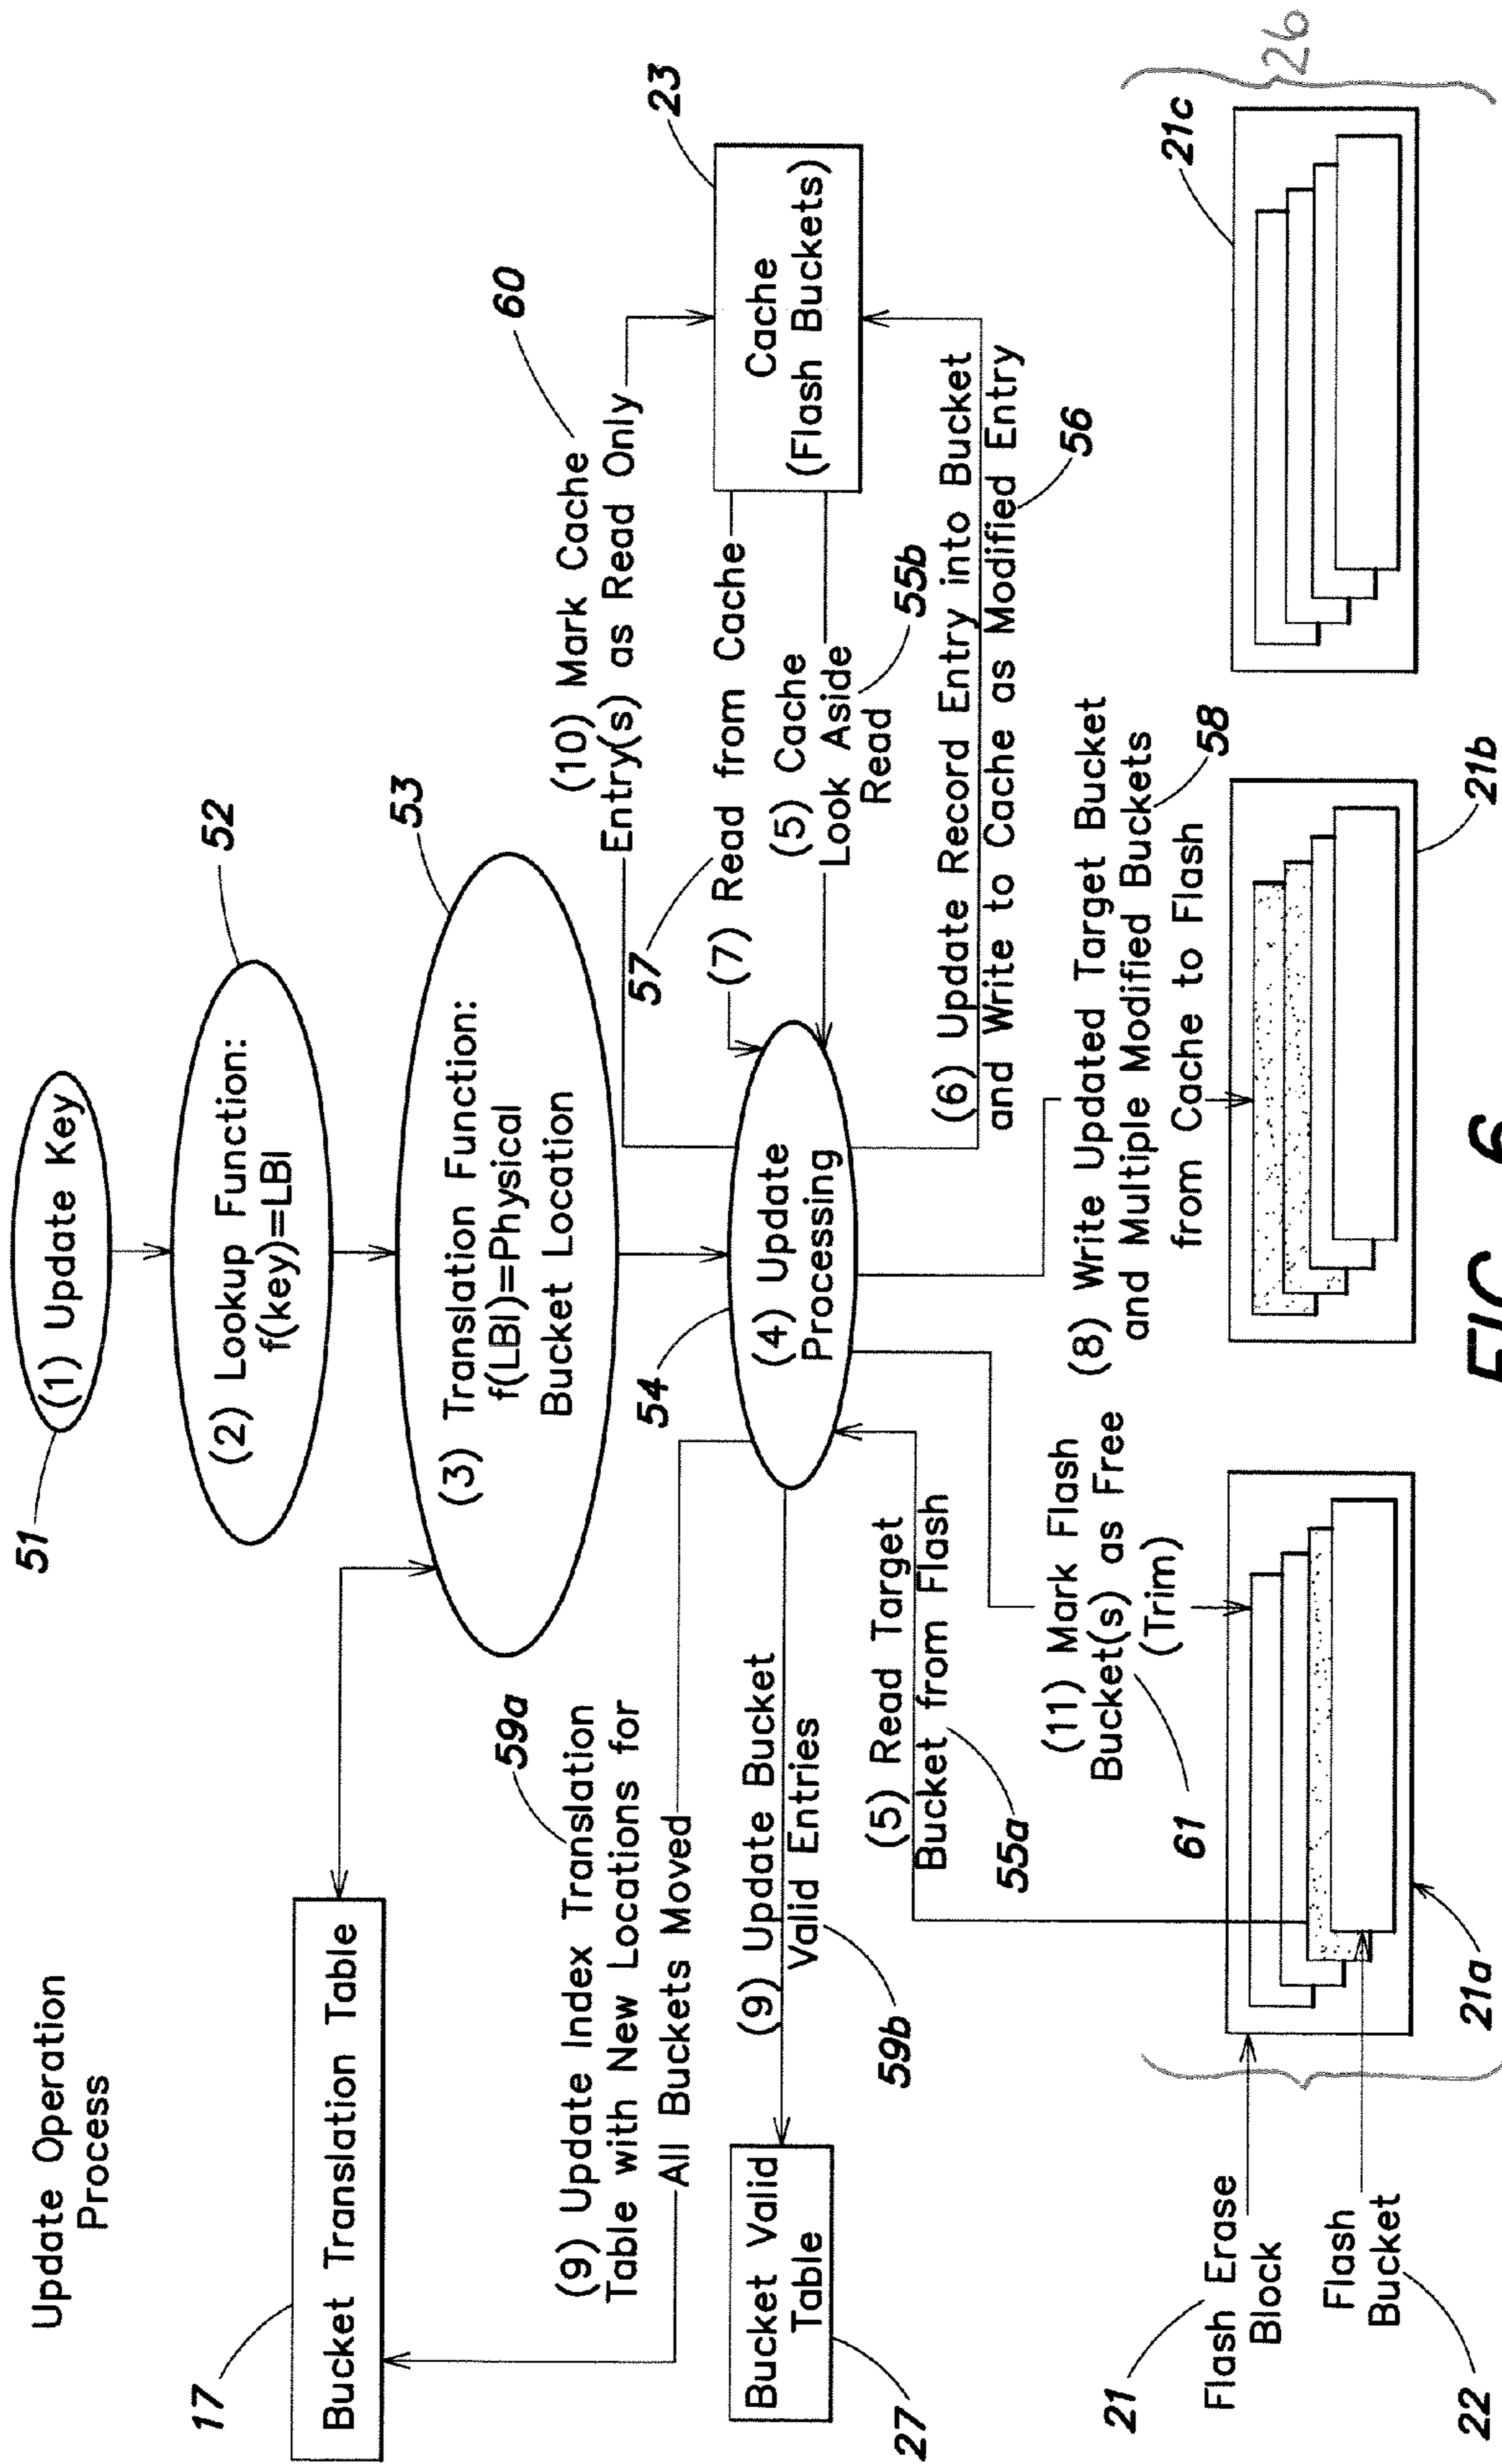 Update Operation
Process
51
(1) Update Key
52
(2) Lookup Function:
f(key)=LBI
53
(3) Translation Function:
f(LBI)=Physical
Bucket Location
17
Bucket Translation Table
59a
(9) Update Index Translation
Table with New Locations for
All Buckets Moved
54
(4) Update
Processing
60
(10) Mark Cache
Entry(s) as Read Only
57
(7) Read from Cache
(5) Cache
Look Aside
Read
55b
23
Cache
(Flash Buckets)
(6) Update Record Entry into Bucket
and Write to Cache as Modified Entry
56
(9) Update Bucket
Valid Entries
59b
Bucket Valid
Table
27
(5) Read Target
Bucket from Flash
55a
(11) Mark Flash
Bucket(s) as Free
(Trim)
61
(8) Write Updated Target Bucket
and Multiple Modified Buckets
from Cache to Flash
58
21
Flash Erase
Block
Flash
Bucket
22
21a
21b
21c
26
FIG. 6